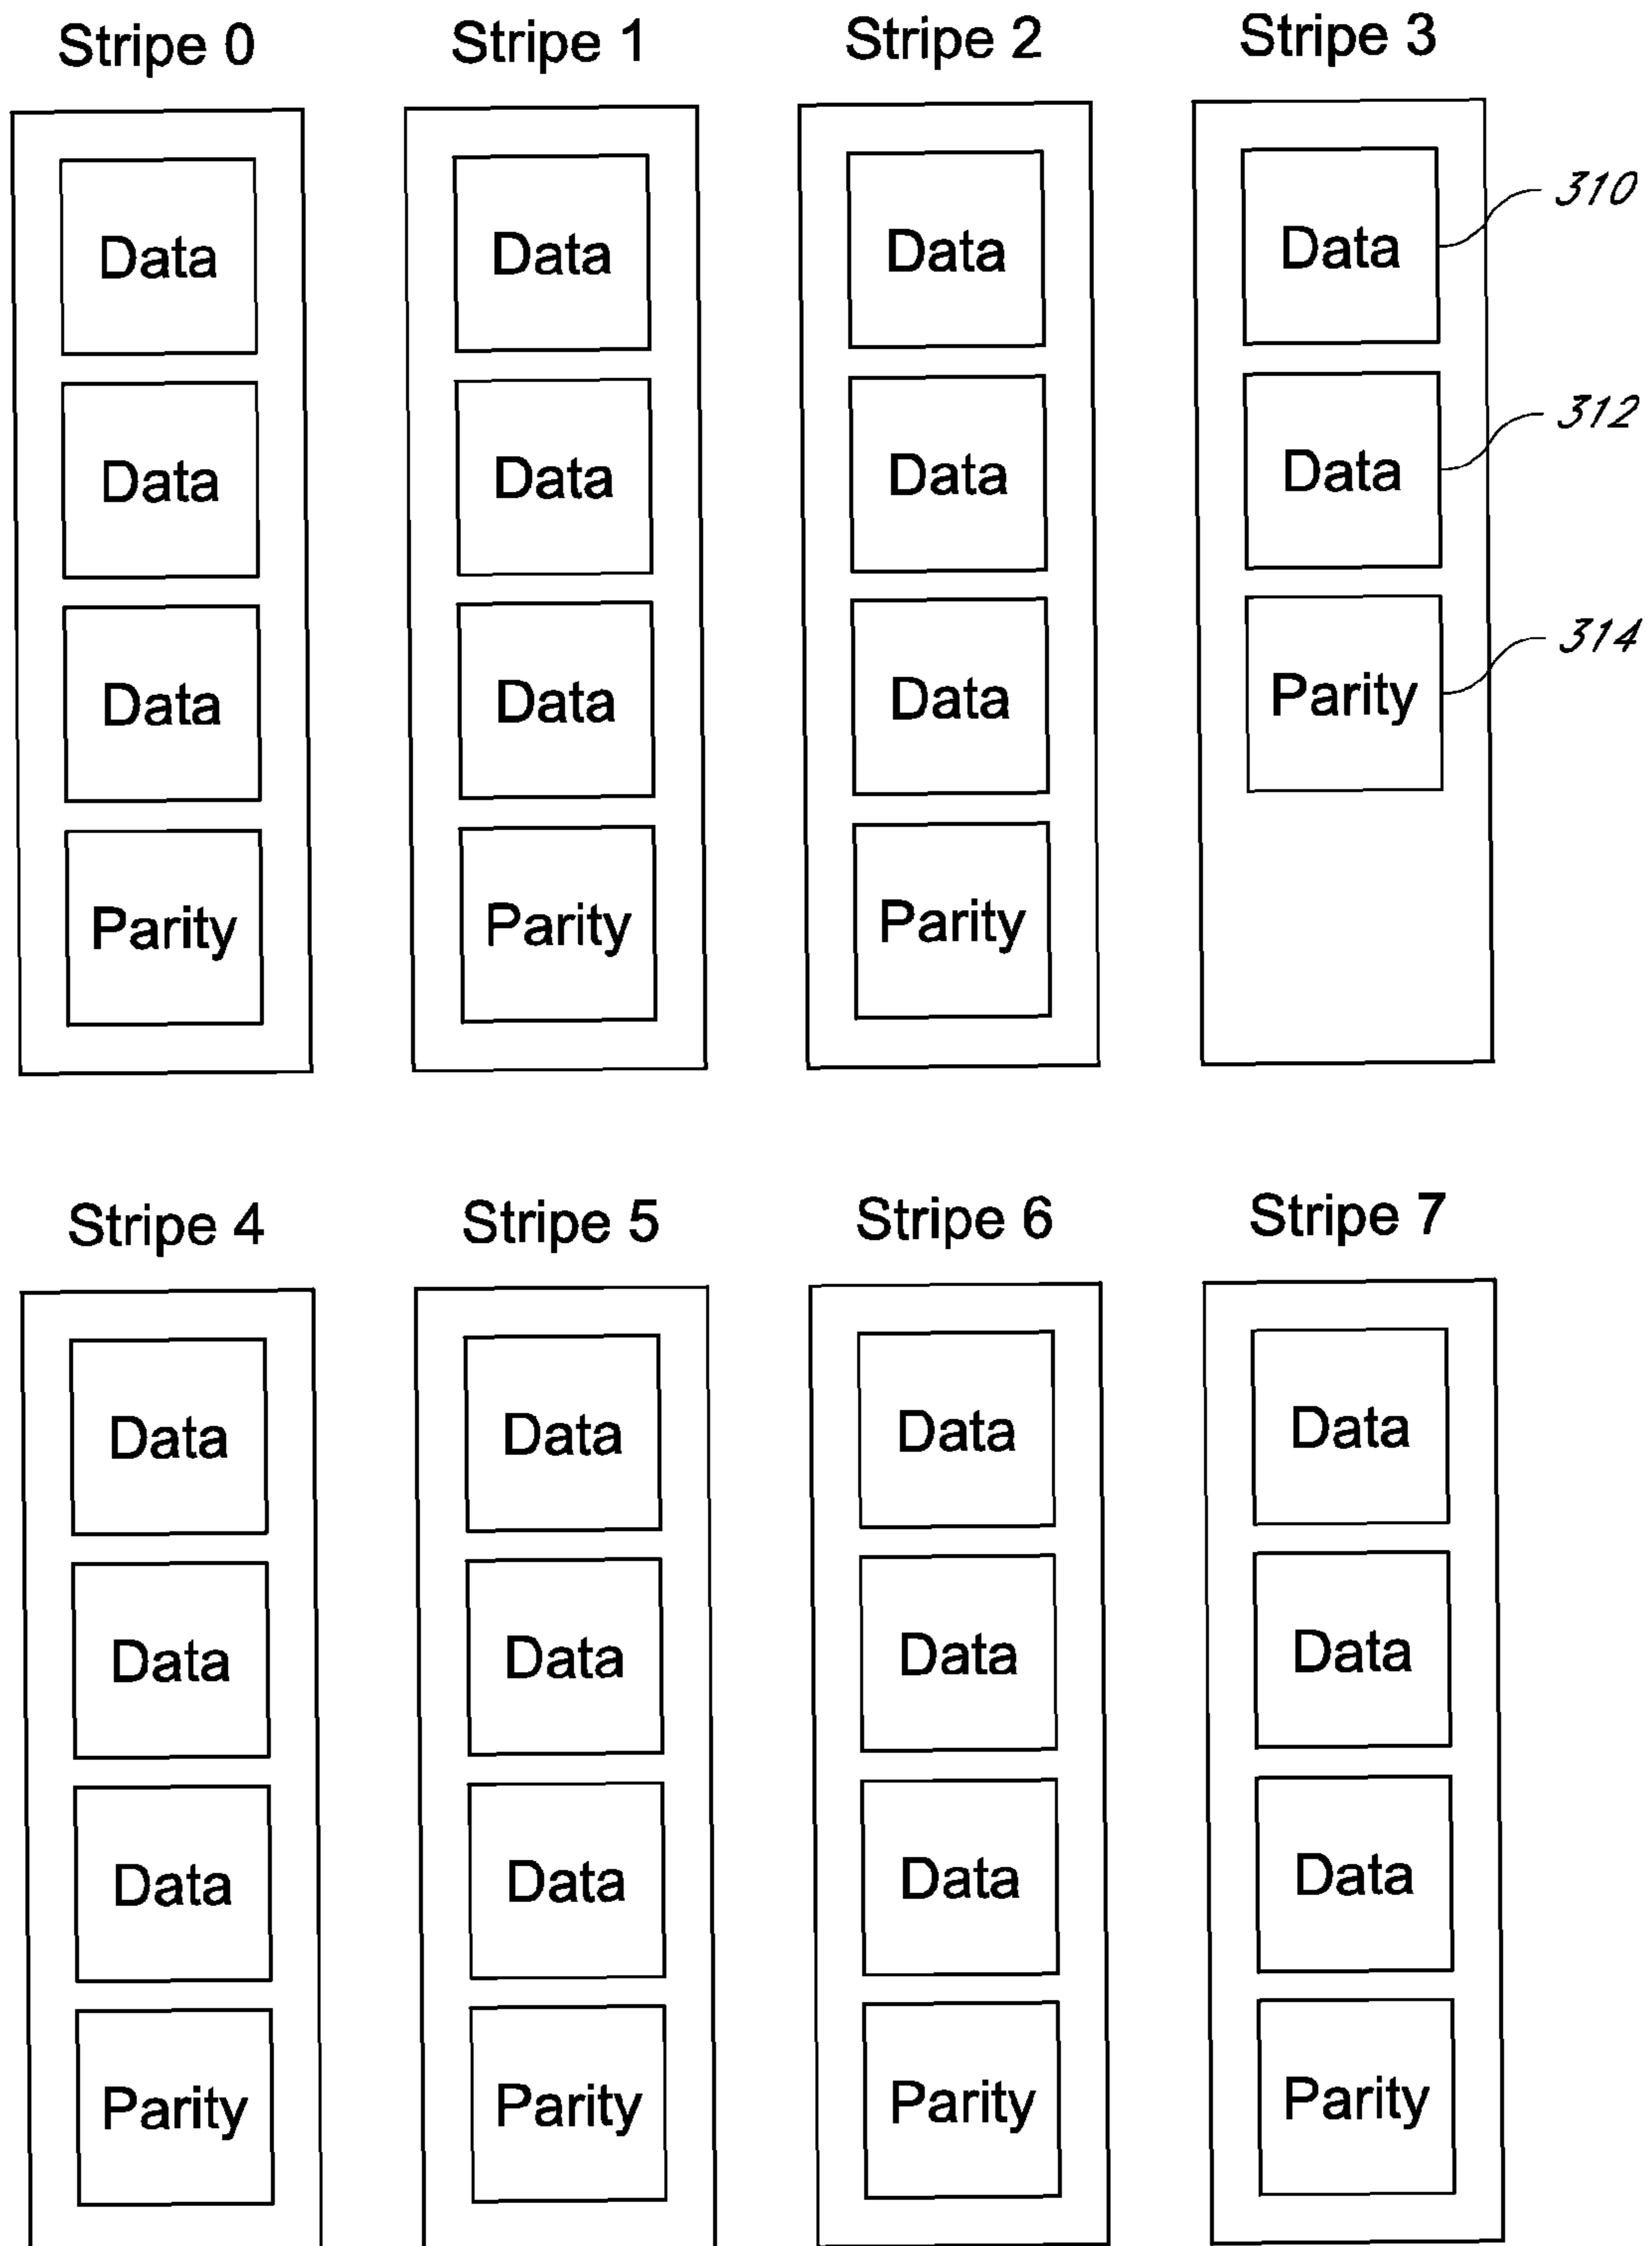 Stripe 0 Stripe 1 Stripe 2 Stripe 3
Data Data Data Data 310
Data Data Data Data 312
Data Data Data Parity 314
Parity Parity Parity
Stripe 4 Stripe 5 Stripe 6 Stripe 7
Data Data Data Data
Data Data Data Data
Data Data Data Data
Parity Parity Parity Parity